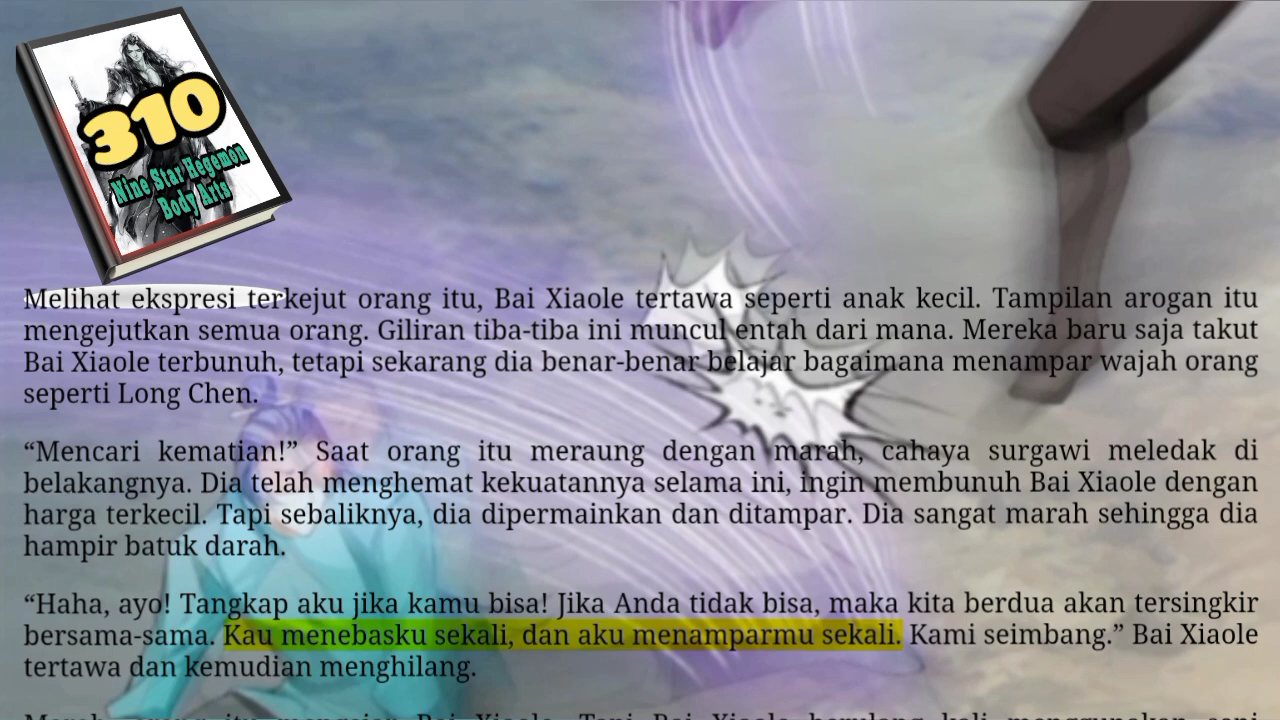 310
Nine Star Hegemon
Body Arts
Melihat ekspresi terkejut orang itu, Bai Xiaole tertawa seperti anak kecil. Tampilan arogan itu
mengejutkan semua orang. Giliran tiba-tiba ini muncul entah dari mana. Mereka baru saja takut
Bai Xiaole terbunuh, tetapi sekarang dia benar-benar belajar bagaimana menampar wajah orang
seperti Long Chen.
“Mencari kematian!” Saat orang itu meraung dengan marah, cahaya surgawi meledak di
belakangnya. Dia telah menghemat kekuatannya selama ini, ingin membunuh Bai Xiaole dengan
harga terkecil. Tapi sebaliknya, dia dipermainkan dan ditampar. Dia sangat marah sehingga dia
hampir batuk darah.
“Haha, ayo! Tangkap aku jika kamu bisa! Jika Anda tidak bisa, maka kita berdua akan tersingkir
bersama-sama. Kau menebasku sekali, dan aku menamparmu sekali. Kami seimbang.” Bai Xiaole
tertawa dan kemudian menghilang.